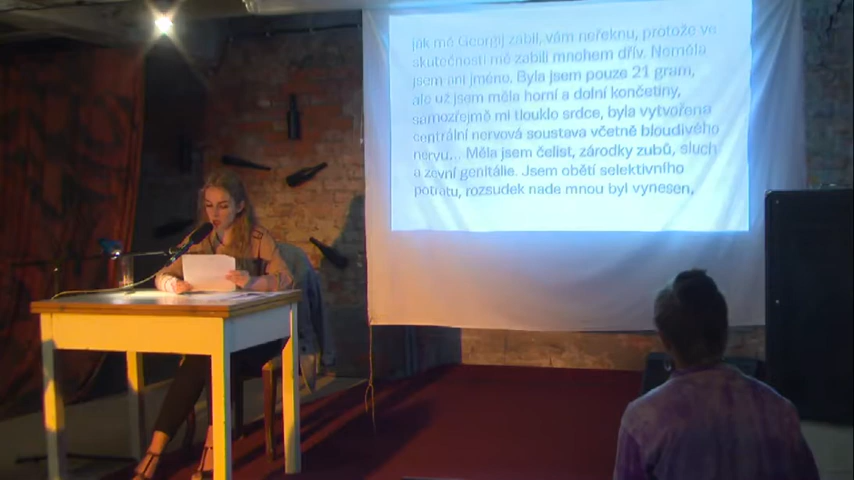 jak mě Georgij zabil, vám neřeknu, protože ve
skutečnosti mě zabili mnohem dřív. Neměla
jsem ani jméno. Byla jsem pouze 21 gram,
ale už jsem měla horní a dolní končetiny,
samozřejmě mi tlouklo srdce, byla vytvořena
centrální nervová soustava včetně bloudivého
nervu... Měla jsem čelist, zárodky zubů, sluch
a zevní genitálie. Jsem obětí selektivního
potratu, rozsudek nade mnou byl vynesen,